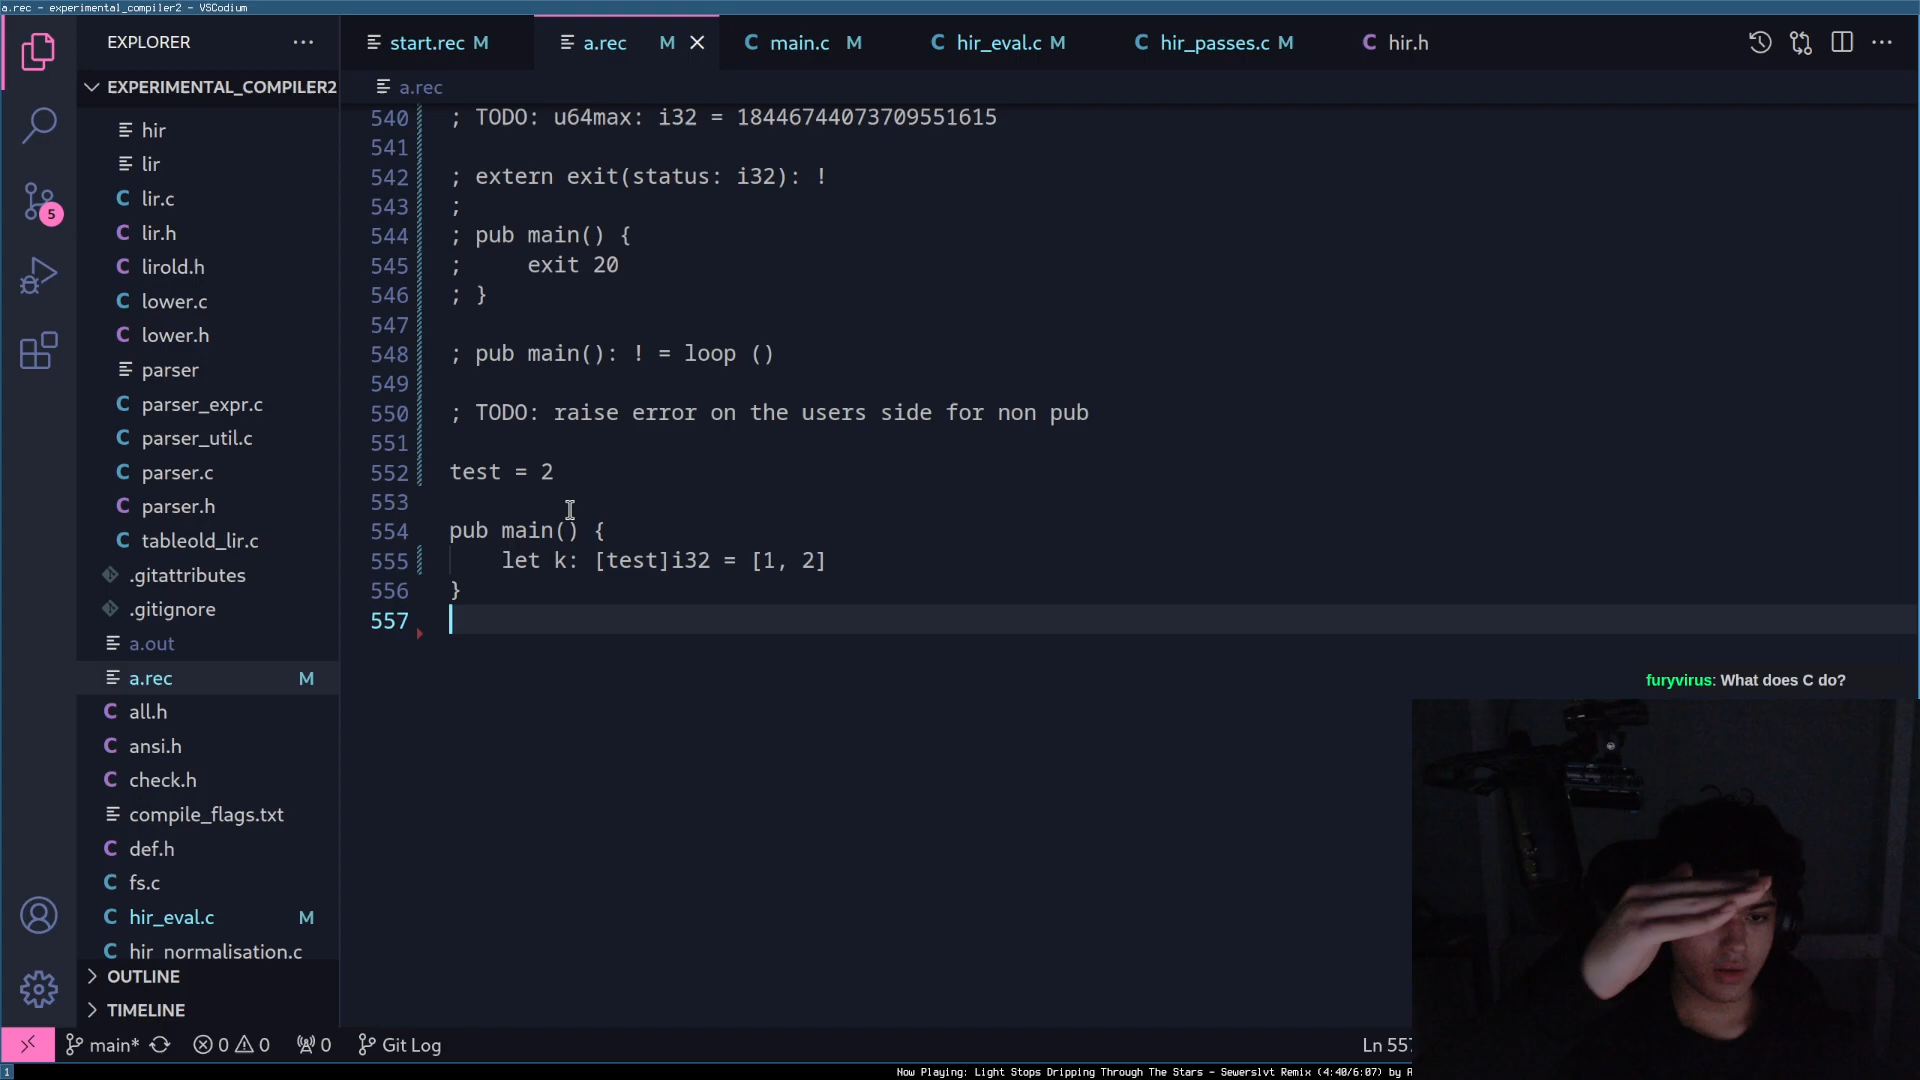 a.rec - experimental_compiler2 - VSCodium
EXPLORER
start.rec M
a.rec M
main.c M
hir_eval.c M
hir_passes.c M
hir.h
EXPERIMENTAL_COMPILER2
a.rec
hir
lir
lir.c
lir.h
lirold.h
lower.c
lower.h
parser
parser_expr.c
parser_util.c
parser.c
parser.h
tableold_lir.c
.gitattributes
.gitignore
a.out
a.rec M
all.h
ansi.h
check.h
compile_flags.txt
def.h
fs.c
hir_eval.c M
hir_normalisation.c
OUTLINE
TIMELINE
5
540 ; TODO: u64max: i32 = 18446744073709551615
541
542 ; extern exit(status: i32): !
543 ;
544 ; pub main() {
545 ;     exit 20
546 ; }
547
548 ; pub main(): ! = loop ()
549
550 ; TODO: raise error on the users side for non pub
551
552 test = 2
553
554 pub main() {
555     let k: [test]i32 = [1, 2]
556 }
557
furyvirus: What does C do?
main* 0 0 0 Git Log
Ln 557
1
Now Playing: Light Stops Dripping Through The Stars - Sewerslvt Remix (4:40/6:07) by